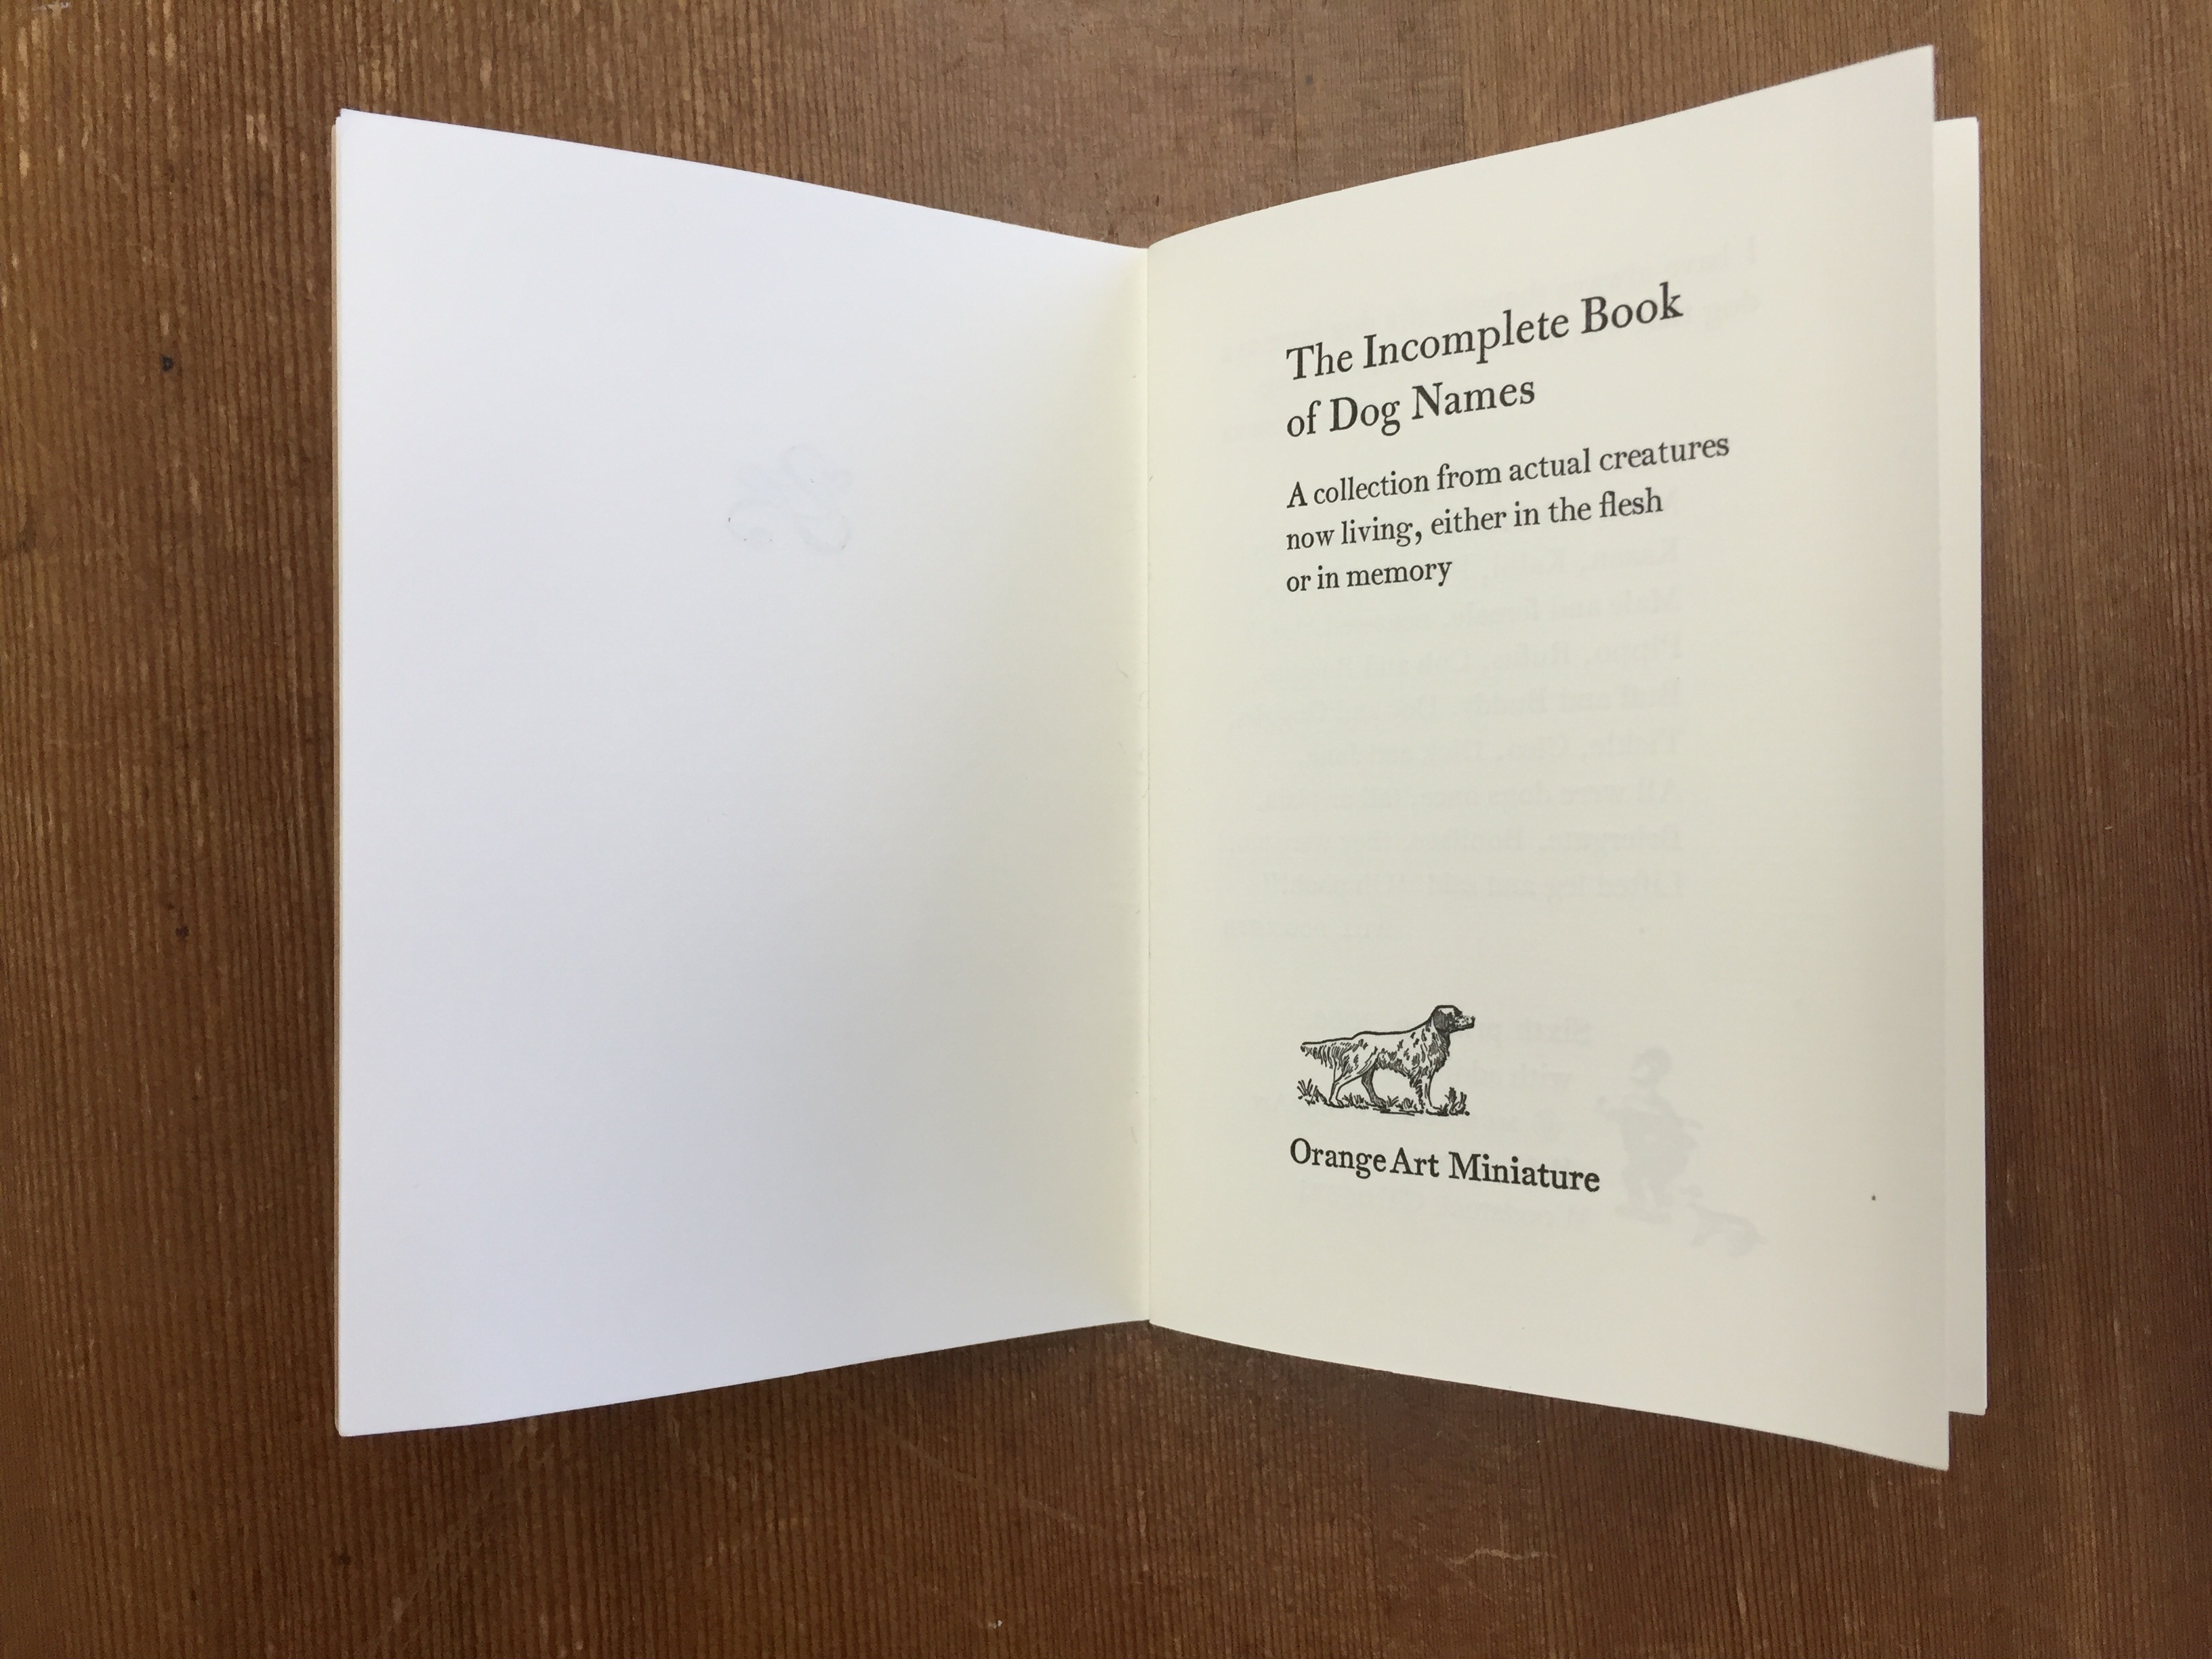 The Incomplete Book
of Dog Names
A collection from actual creatures
now living, either in the flesh
or in memory
Orange Art Miniature